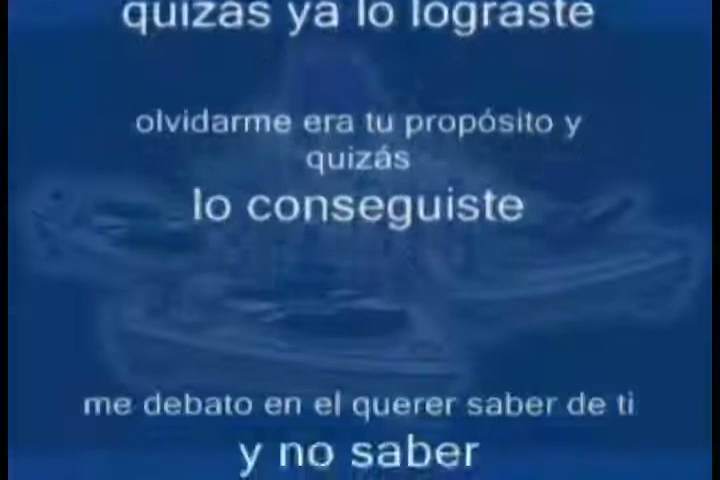 quizás ya lo lograste
olvidarme era tu propósito y
quizás
lo conseguiste
me debato en el querer saber de ti
y no saber